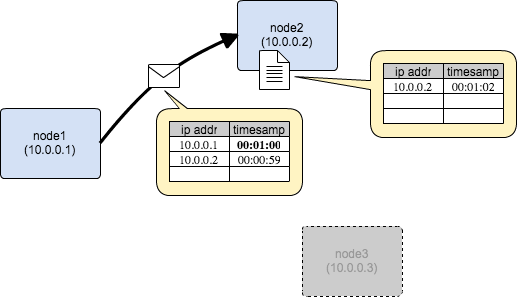 node2
(10.0.0.2)
ip addr timesamp
10.0.0.2 00:01:02
node1
(10.0.0.1)
ip addr timesamp
10.0.0.1 00:01:00
10.0.0.2 00:00:59
node3
(10.0.0.3)